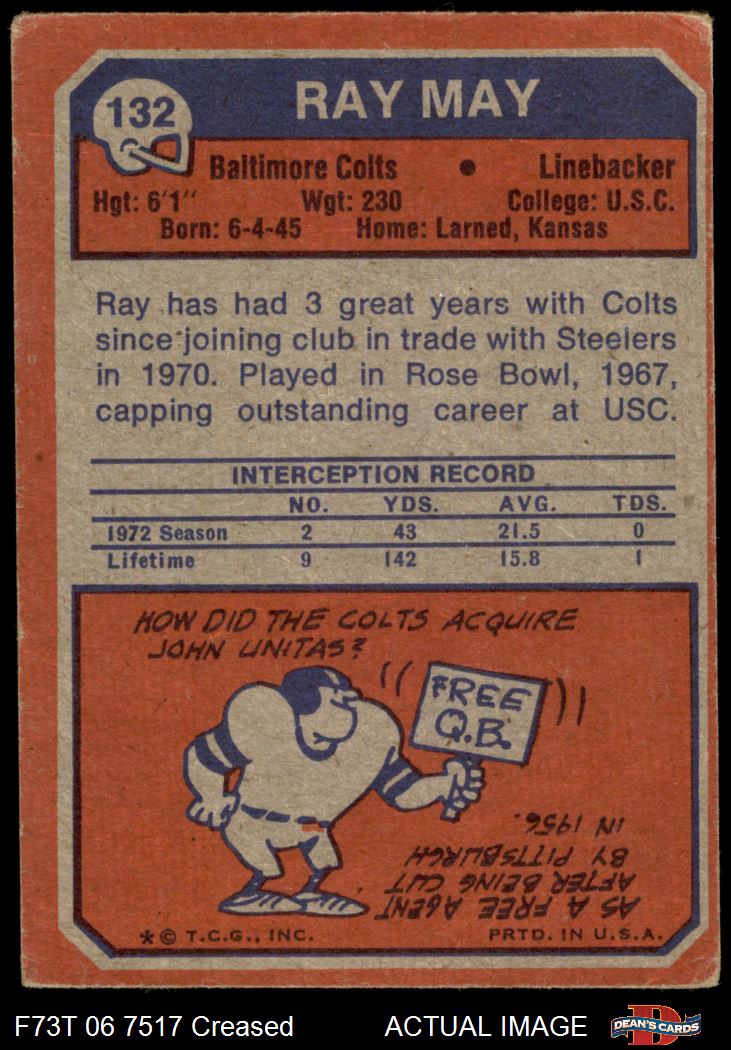 132
RAY MAY
Baltimore Colts • Linebacker
Hgt: 6'1" Wgt: 230 College: U.S.C.
Born: 6-4-45 Home: Larned, Kansas
Ray has had 3 great years with Colts
since joining club in trade with Steelers
in 1970. Played in Rose Bowl, 1967,
capping outstanding career at USC.
INTERCEPTION RECORD
NO. YDS. AVG. TDS.
1972 Season 2 43 21.5 0
Lifetime 9 142 15.8 1
HOW DID THE COLTS ACQUIRE
JOHN UNITAS?
FREE
Q.B.
AS A FREE AGENT
AFTER BEING CUT
BY PITTSBURGH
IN 1956.
* © T.C.G., INC. PRTD. IN U.S.A.
F73T 06 7517 Creased ACTUAL IMAGE
D
DEAN'S CARDS